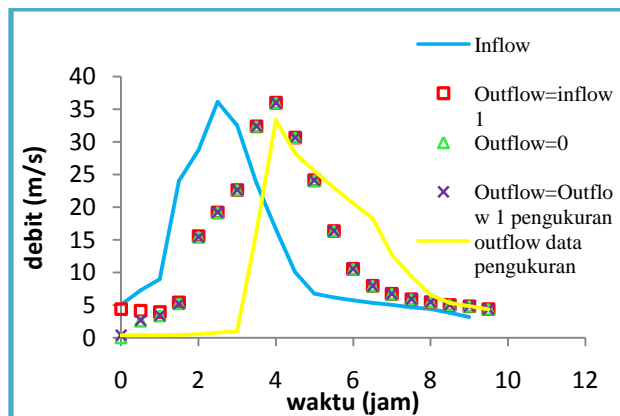 Inflow
Outflow=inflow
1
Outflow=0
Outflow=Outflo
w 1 pengukuran
outflow data
pengukuran
debit (m/s)
40
35
30
25
20
15
10
5
0
0 2 4 6 8 10 12
waktu (jam)